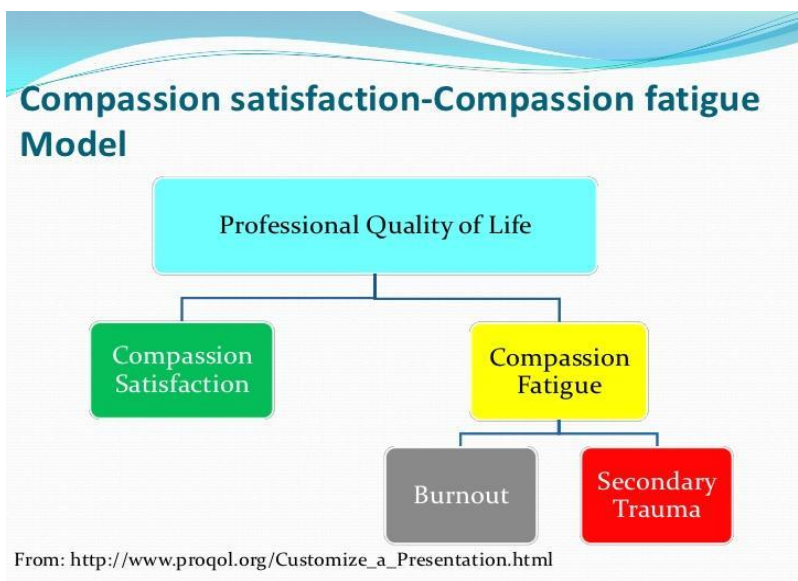 Compassion satisfaction-Compassion fatigue
Model
Professional Quality of Life
Compassion
Satisfaction
Compassion
Fatigue
Burnout
Secondary
Trauma
From: http://www.proqol.org/Customize_a_Presentation.html